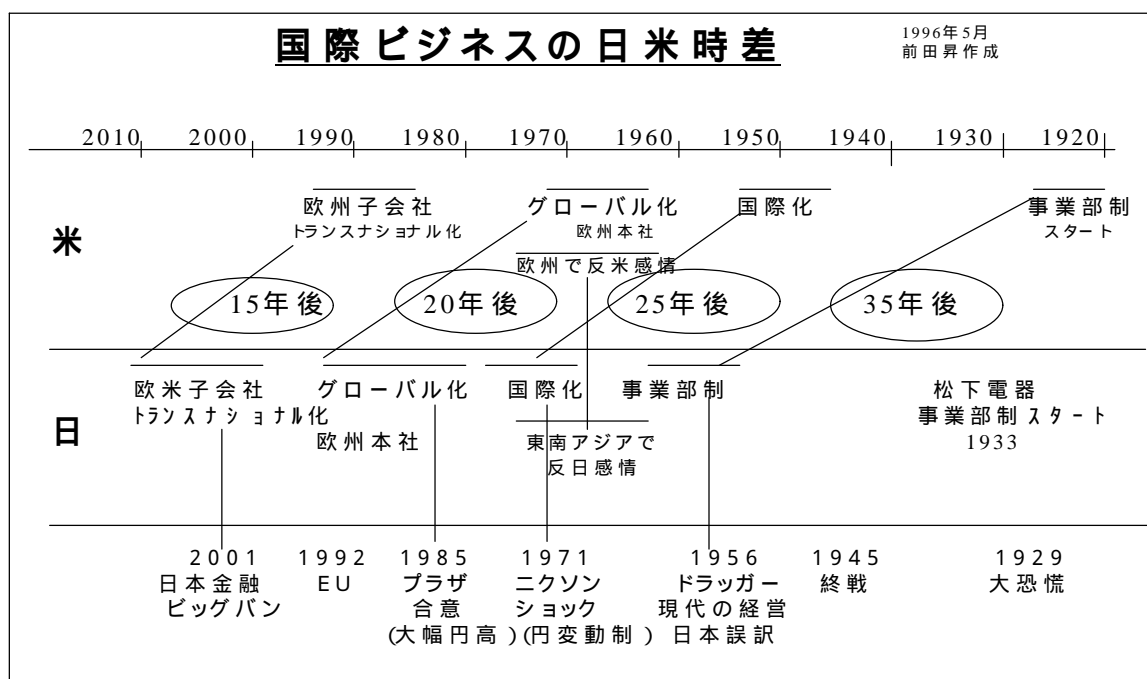 国際ビジネスの日米時差
1996年5月
前田昇作成
2010 2000 1990 1980 1970 1960 1950 1940 1930 1920
米
欧州子会社
トランスナショナル化
グローバル化
欧州本社
欧州で反米感情
国際化
事業部制
スタート
15年後 20年後 25年後 35年後
日
欧米子会社
トランスナショナル化
グローバル化
欧州本社
国際化
東南アジアで
反日感情
事業部制
松下電器
事業部制スタート
1933
2001
日本金融
ビッグバン
1992
EU
1985
プラザ
合意
(大幅円高)
1971
ニクソン
ショック
(円変動制)
1956
ドラッガー
現代の経営
日本誤訳
1945
終戦
1929
大恐慌